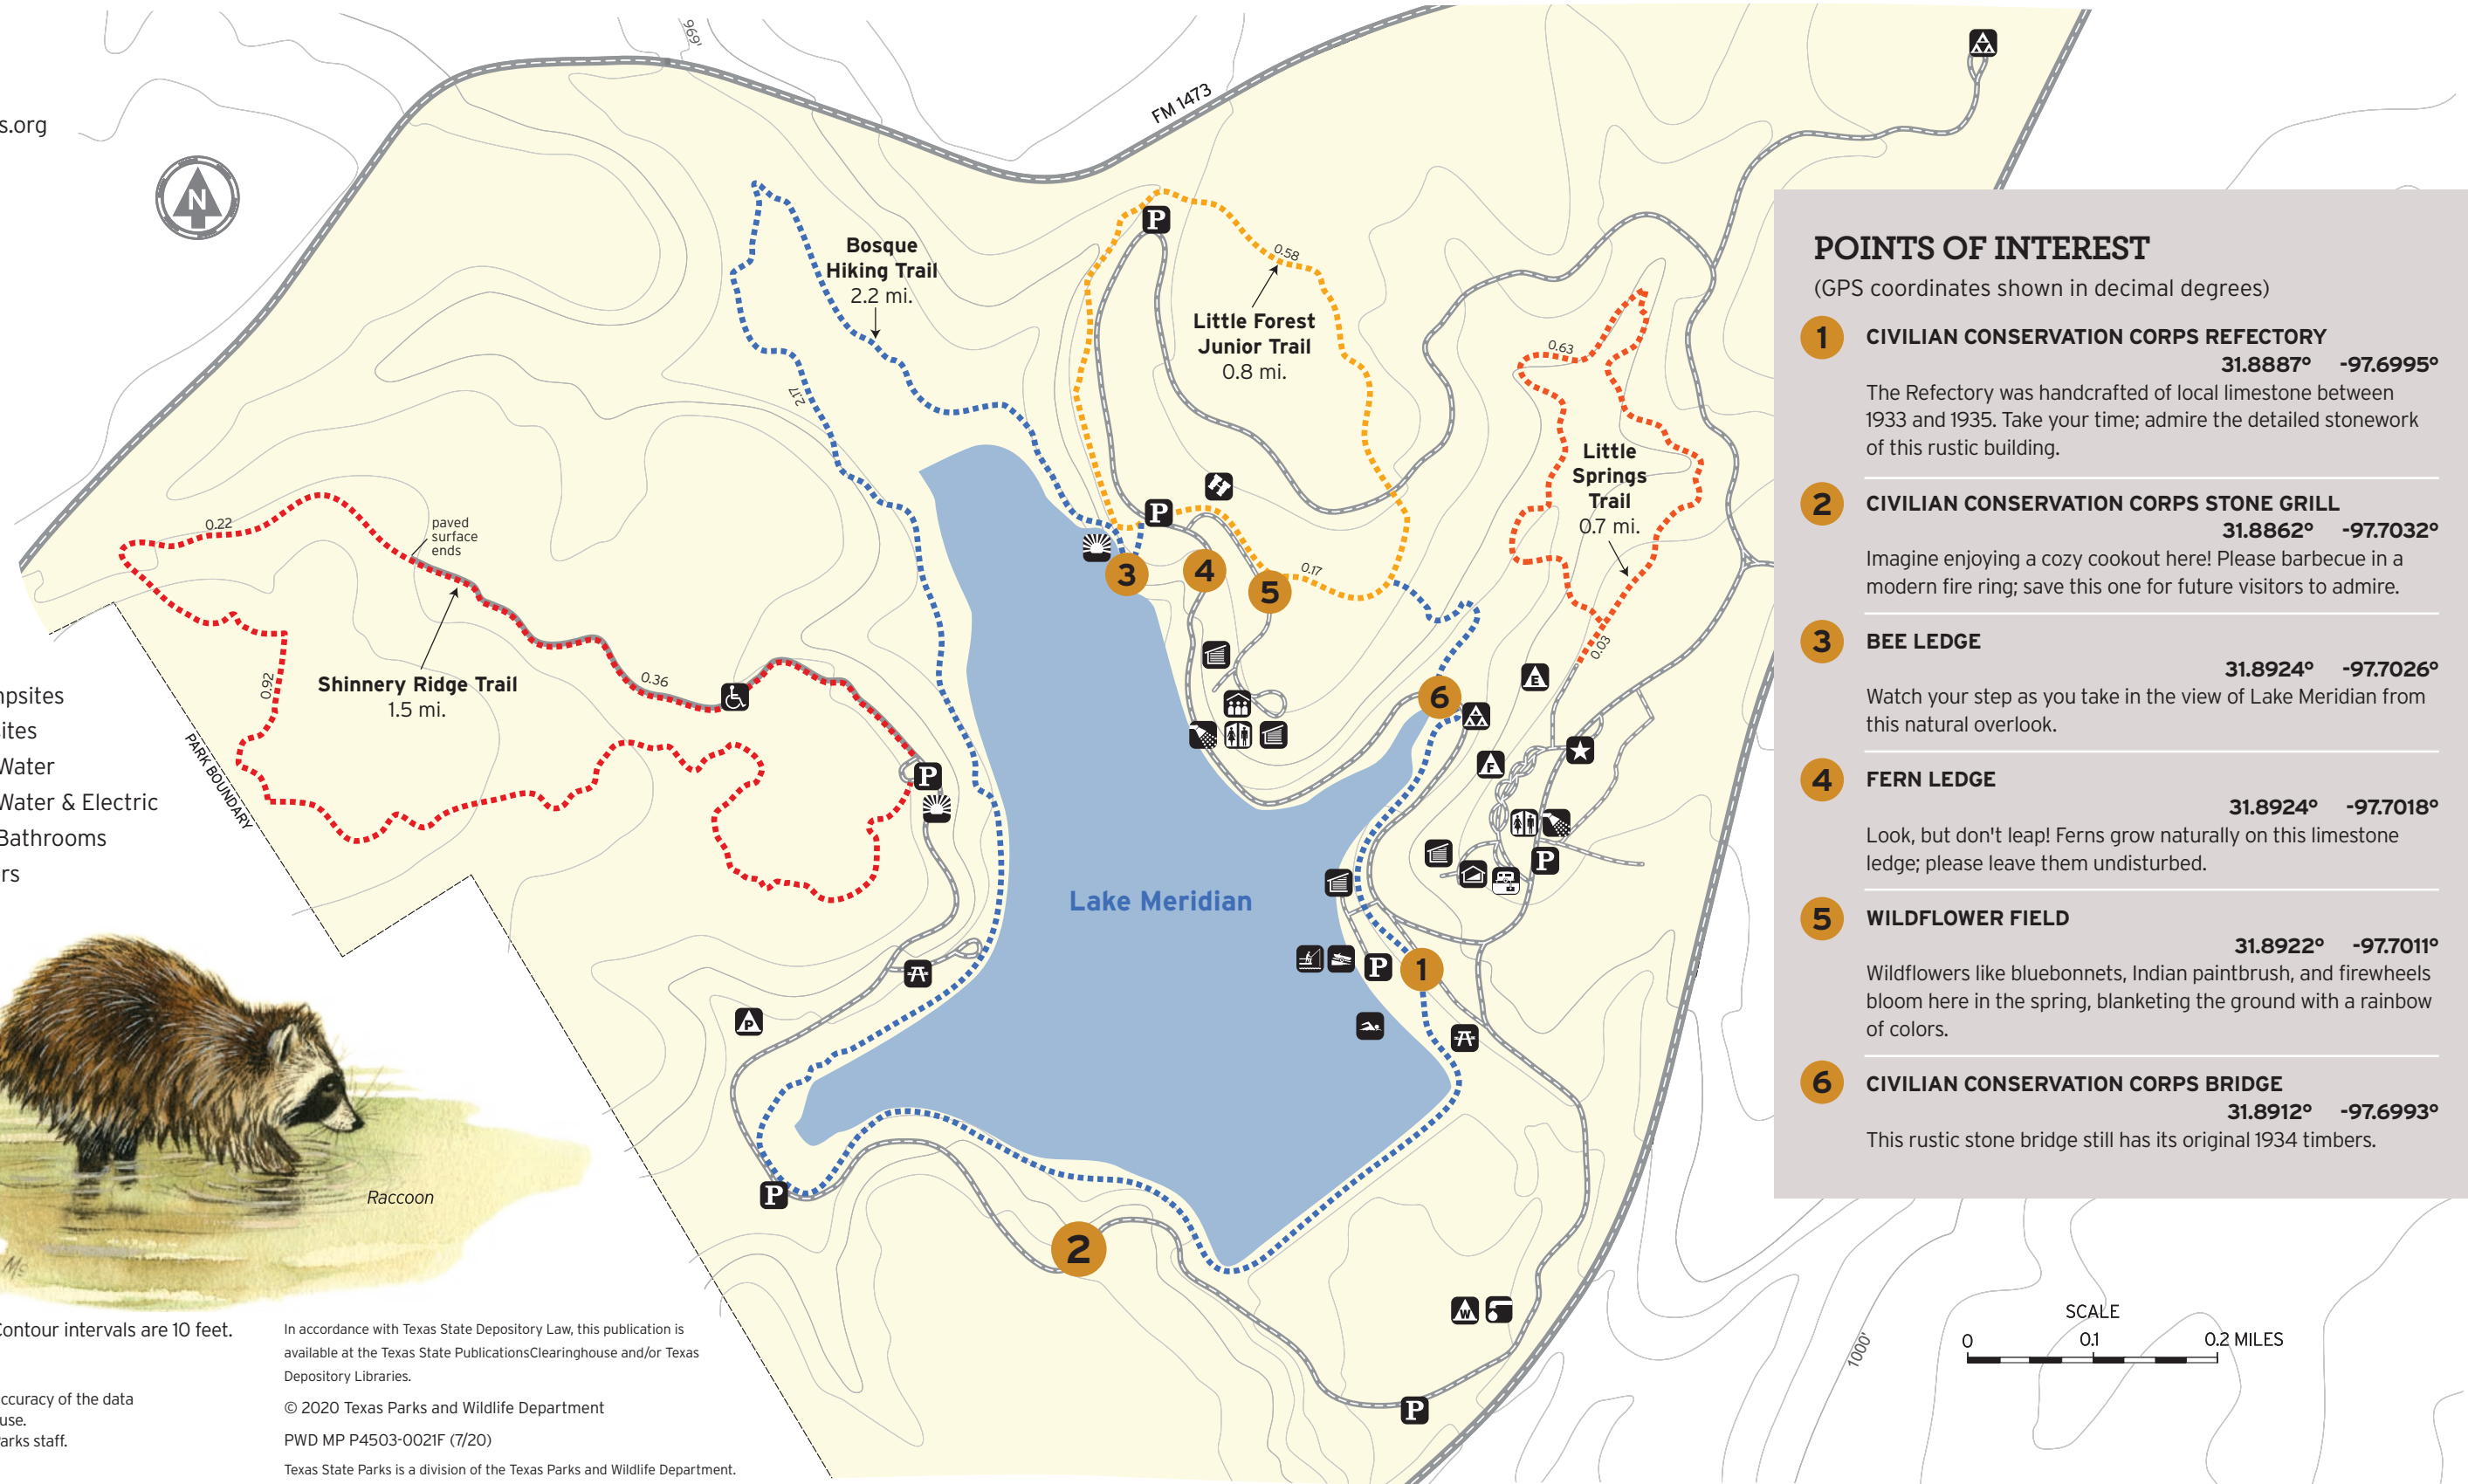 s.org
N
969'
FM 1473
Bosque
Hiking Trail
2.2 mi.
2.17
P
0.58
Little Forest
Junior Trail
0.8 mi.
0.63
Little
Springs
Trail
0.7 mi.
0.03
P
3
4
5
0.17
6
0.22
paved
surface
ends
0.36
0.92
Shinnery Ridge Trail
1.5 mi.
PARK BOUNDARY
P
E
F
P
Lake Meridian
P
1
P
P
2
W
P
npsites
sites
Water
Water & Electric
Bathrooms
rs
Raccoon
Contour intervals are 10 feet.
ccuracy of the data
use.
arks staff.
In accordance with Texas State Depository Law, this publication is
available at the Texas State PublicationsClearinghouse and/or Texas
Depository Libraries.
© 2020 Texas Parks and Wildlife Department
PWD MP P4503-0021F (7/20)
Texas State Parks is a division of the Texas Parks and Wildlife Department.
POINTS OF INTEREST
(GPS coordinates shown in decimal degrees)
1 CIVILIAN CONSERVATION CORPS REFECTORY
31.8887° -97.6995°
The Refectory was handcrafted of local limestone between
1933 and 1935. Take your time; admire the detailed stonework
of this rustic building.
2 CIVILIAN CONSERVATION CORPS STONE GRILL
31.8862° -97.7032°
Imagine enjoying a cozy cookout here! Please barbecue in a
modern fire ring; save this one for future visitors to admire.
3 BEE LEDGE
31.8924° -97.7026°
Watch your step as you take in the view of Lake Meridian from
this natural overlook.
4 FERN LEDGE
31.8924° -97.7018°
Look, but don't leap! Ferns grow naturally on this limestone
ledge; please leave them undisturbed.
5 WILDFLOWER FIELD
31.8922° -97.7011°
Wildflowers like bluebonnets, Indian paintbrush, and firewheels
bloom here in the spring, blanketing the ground with a rainbow
of colors.
6 CIVILIAN CONSERVATION CORPS BRIDGE
31.8912° -97.6993°
This rustic stone bridge still has its original 1934 timbers.
1000'
SCALE
0 0.1 0.2 MILES